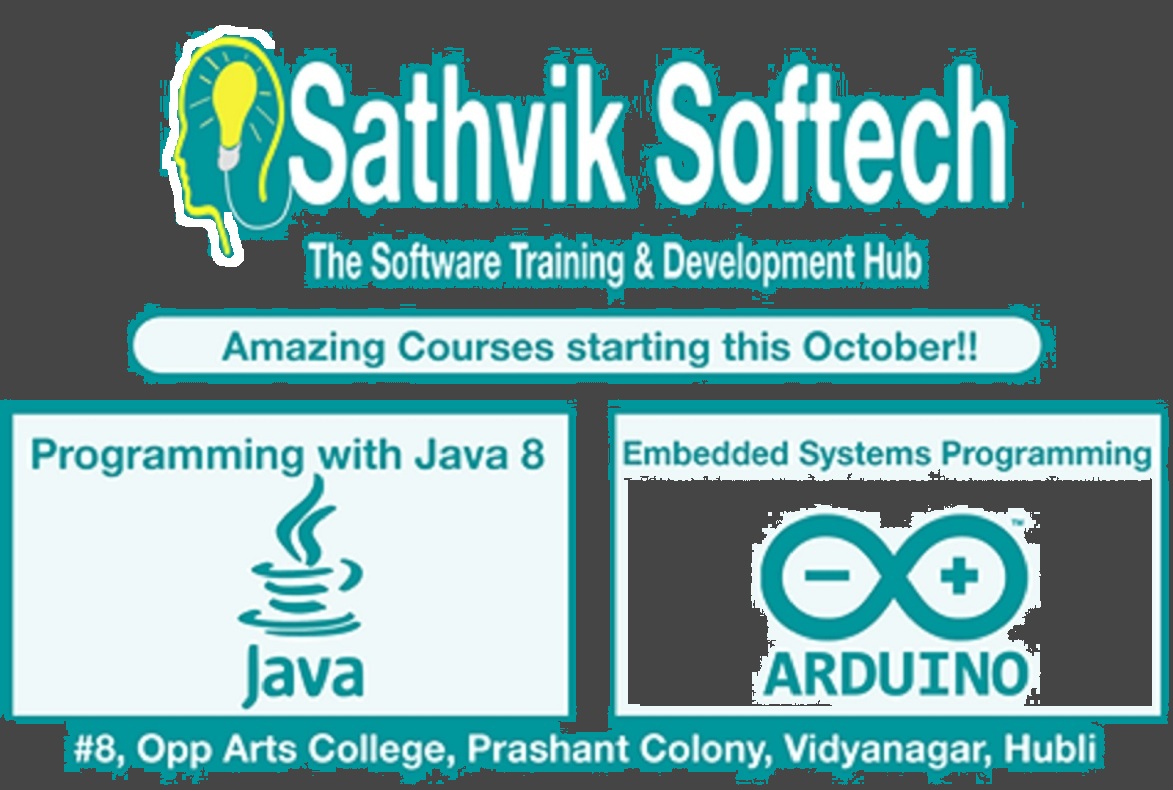 Sathvik Softech
The Software Training & Development Hub
Amazing Courses starting this October!!
Programming with Java 8
Java
Embedded Systems Programming
TM
ARDUINO
#8, Opp Arts College, Prashant Colony, Vidyanagar, Hubli